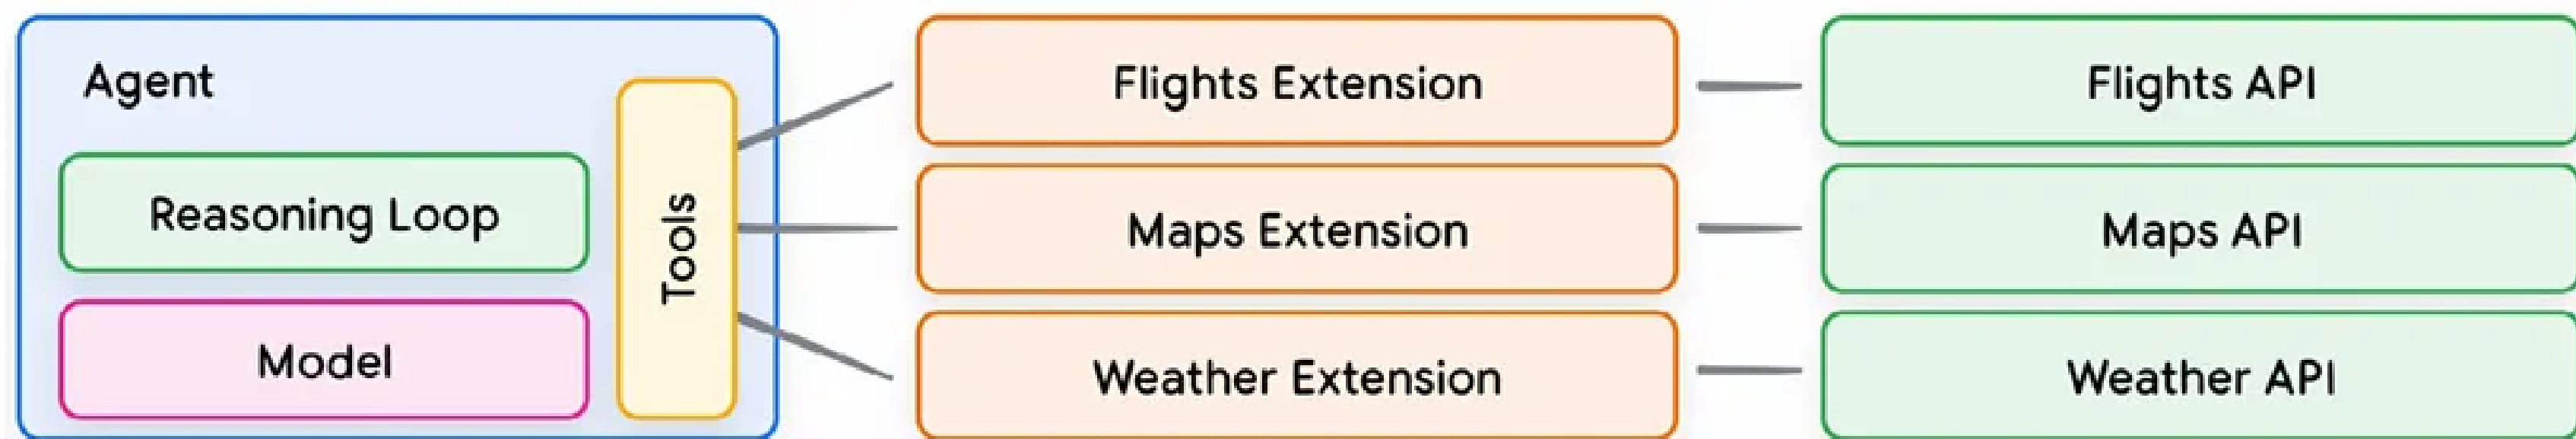 Agent
Reasoning Loop
Model
Tools
Flights Extension
Maps Extension
Weather Extension
Flights API
Maps API
Weather API